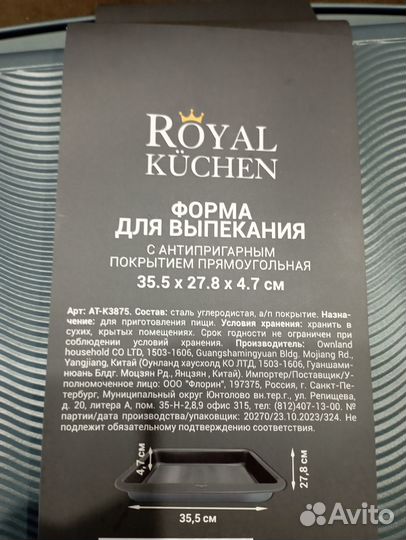 ROYAL
KÜCHEN
ФОРМА
ДЛЯ ВЫПЕКАНИЯ
С АНТИПРИГАРНЫМ
ПОКРЫТИЕМ ПРЯМОУГОЛЬНАЯ
35.5 x 27.8 x 4.7 см
Арт: AT-K3875. Состав: сталь углеродистая, а/п покрытие. Назна-
чение: для приготовления пищи. Условия хранения: хранить в
сухих, крытых помещениях. Срок годности не ограничен при
соблюдении условий хранения. Производитель: Ownland
household CO LTD, 1503-1606, Guangshamingyuan Bldg. Mojiang Rd.,
Yangjiang, Китай (Оунланд хаусхолд КО ЛТД, 1503-1606, Гуаншами-
нюань Блдг. Моцзян Рд., Янцзян , Китай). Импортер/Поставщик/У-
полномоченное лицо: ООО "Флорин", 197375, Россия, г. Санкт-Пе-
тербург, Муниципальный округ Юнтолово вн.тер.г., ул. Репищева,
д. 20, литера А, пом. 35-Н-2,8,9 офис 315, тел: (812)407-13-00. №
партии/дата производства/упаковщик: 20270/23.10.2023/324. Не
подлежит обязательному подтверждению соответствия.
4,7 см
27,8 см
35,5 см
Avito